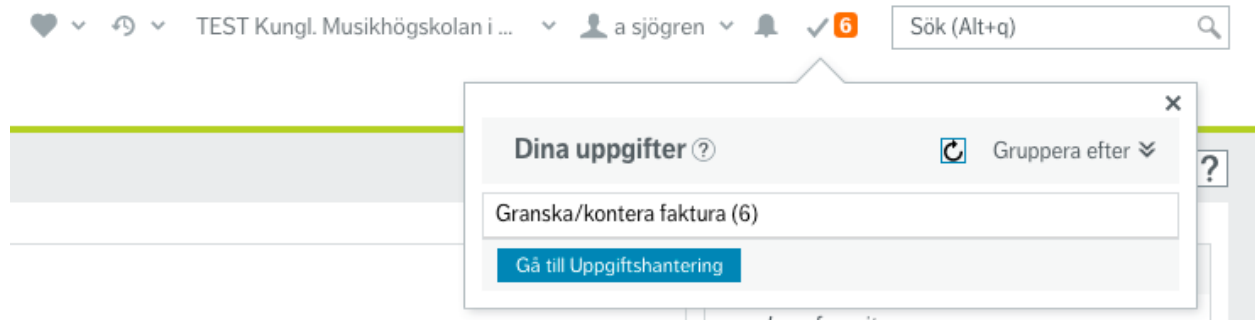 TEST Kungl. Musikhögskolan i ... a sjögren 6 Sök (Alt+q)
Dina uppgifter ? Gruppera efter
?
Granska/kontera faktura (6)
Gå till Uppgiftshantering